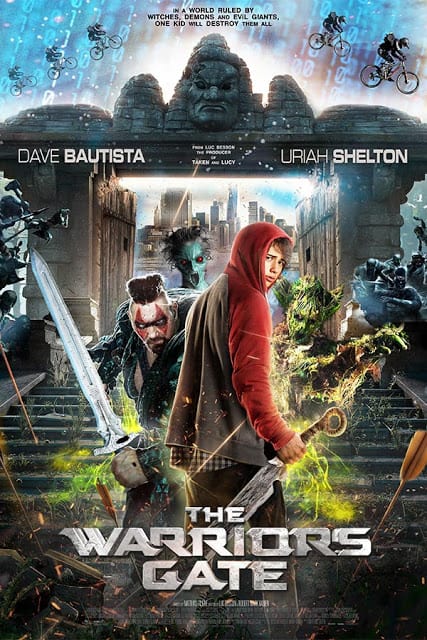 IN A WORLD RULED BY
WITCHES, DEMONS AND EVIL GIANTS,
ONE KID WILL DESTROY THEM ALL
DAVE BAUTISTA
FROM LUC BESSON
THE PRODUCER
OF
TAKEN AND LUCY
URIAH SHELTON
THE
WARRIORS
GATE